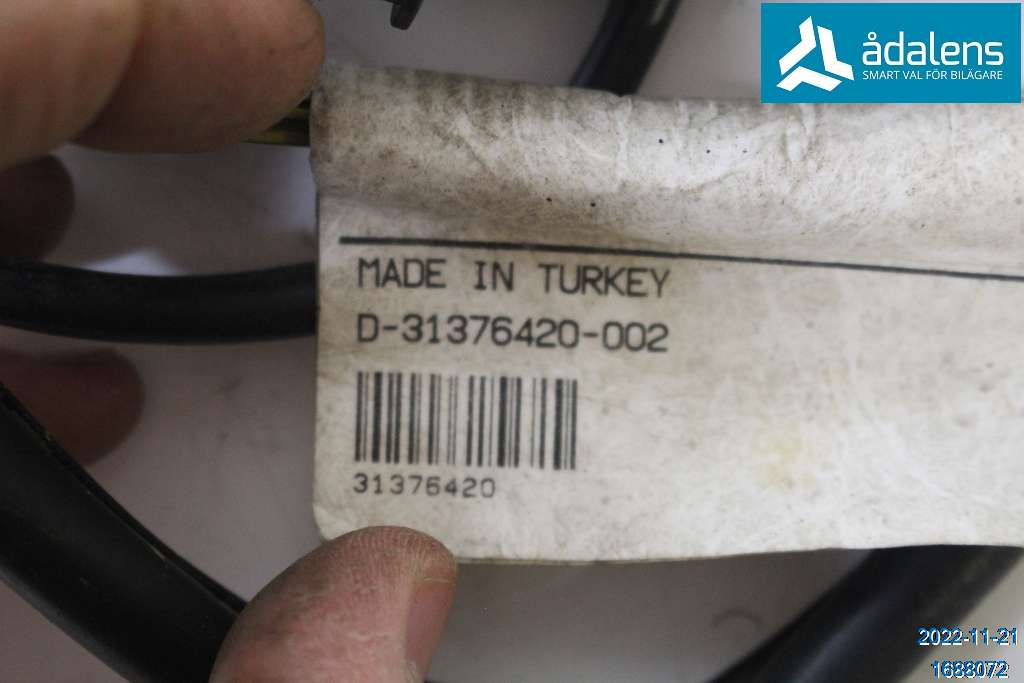 ådalens
SMART VAL FÖR BILÄGARE
MADE IN TURKEY
D-31376420-002
31376420
2022-11-21
1688072